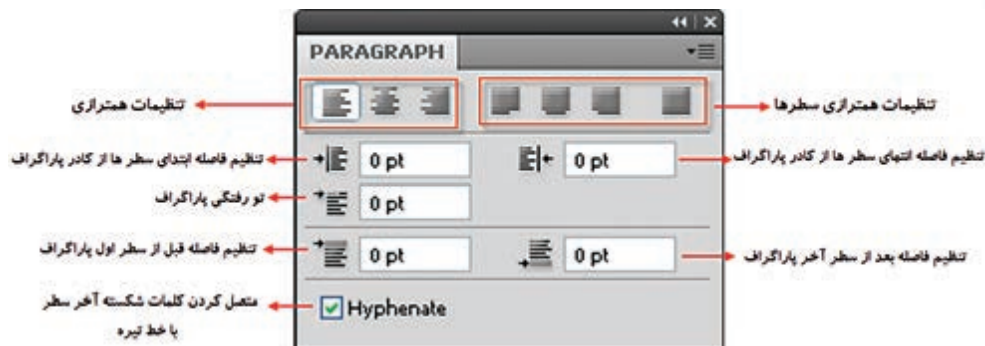 PARAGRAPH
تنظیمات همترازی
تنظیمات همترازی سطرها
تنظیم فاصله ابتدای سطر ها از کادر پاراگراف
0 pt
0 pt
تنظیم فاصله انتهای سطر ها از کادر پاراگراف
تو رفتگی پاراگراف
0 pt
تنظیم فاصله قبل از سطر اول پاراگراف
0 pt
0 pt
تنظیم فاصله بعد از سطر آخر پاراگراف
متصل کردن کلمات شکسته آخر سطر
با خط تیره
Hyphenate